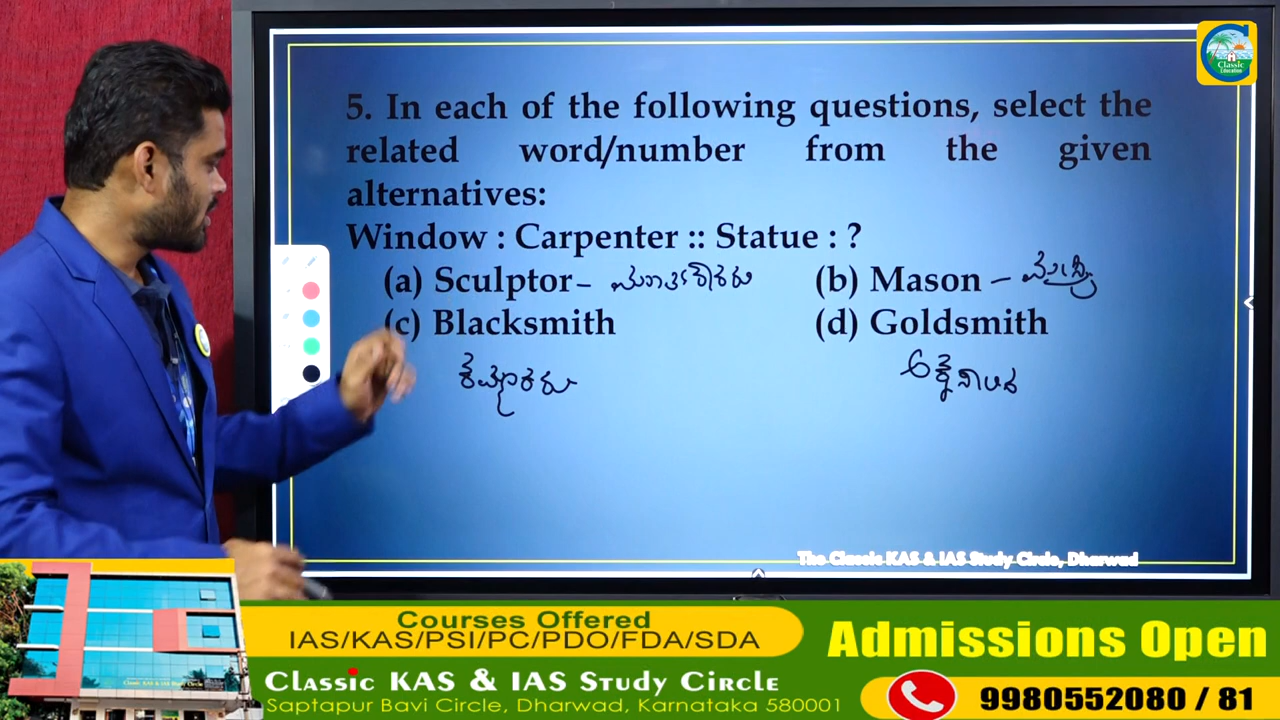 Classic
Education
5. In each of the following questions, select the
related word/number from the given
alternatives:
Window : Carpenter :: Statue : ?
(a) Sculptor – (b) Mason –
(c) Blacksmith (d) Goldsmith
The Classic KAS & IAS Study Circle, Dharwad
Courses Offered
IAS/KAS/PSI/PC/PDO/FDA/SDA
Admissions Open
Classic KAS & IAS Study Circle
Saptapur Bavi Circle, Dharwad, Karnataka 580001
9980552080 / 81